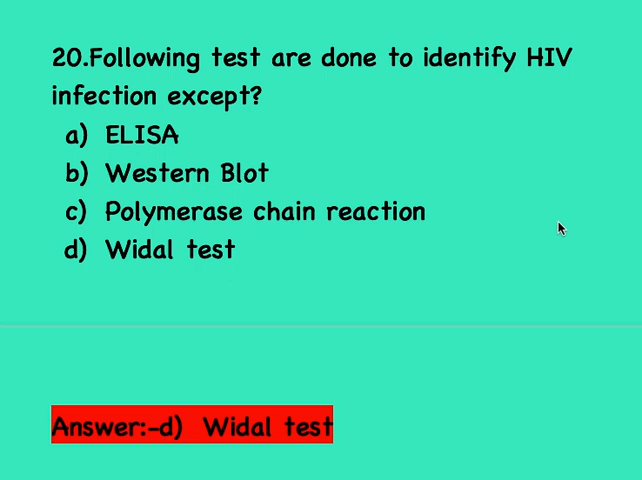 20.Following test are done to identify HIV
infection except?
a) ELISA
b) Western Blot
c) Polymerase chain reaction
d) Widal test
Answer:-d) Widal test